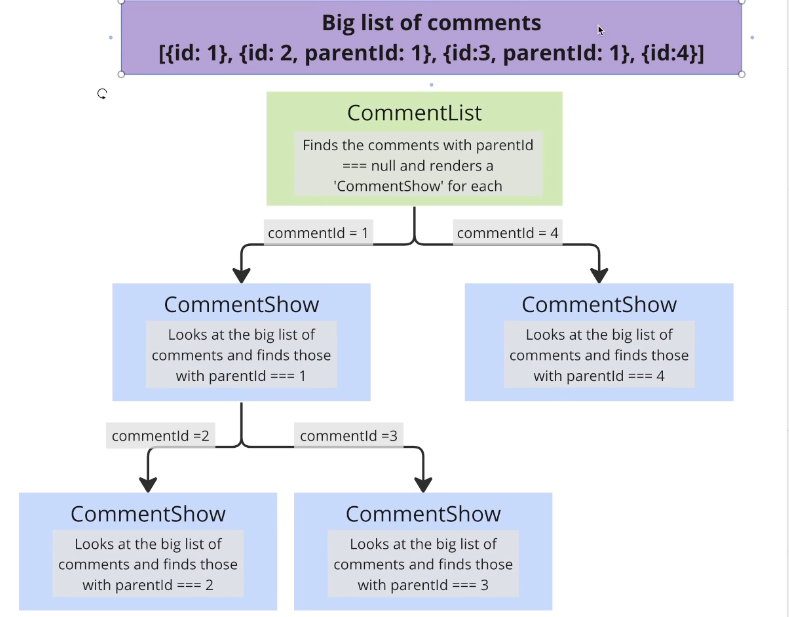 Big list of comments
[{id: 1}, {id: 2, parentId: 1}, {id:3, parentId: 1}, {id:4}]
CommentList
Finds the comments with parentId
=== null and renders a
'CommentShow' for each
commentId = 1
commentId = 4
CommentShow
Looks at the big list of
comments and finds those
with parentId === 1
CommentShow
Looks at the big list of
comments and finds those
with parentId === 4
commentId =2
commentId =3
CommentShow
Looks at the big list of
comments and finds those
with parentId === 2
CommentShow
Looks at the big list of
comments and finds those
with parentId === 3